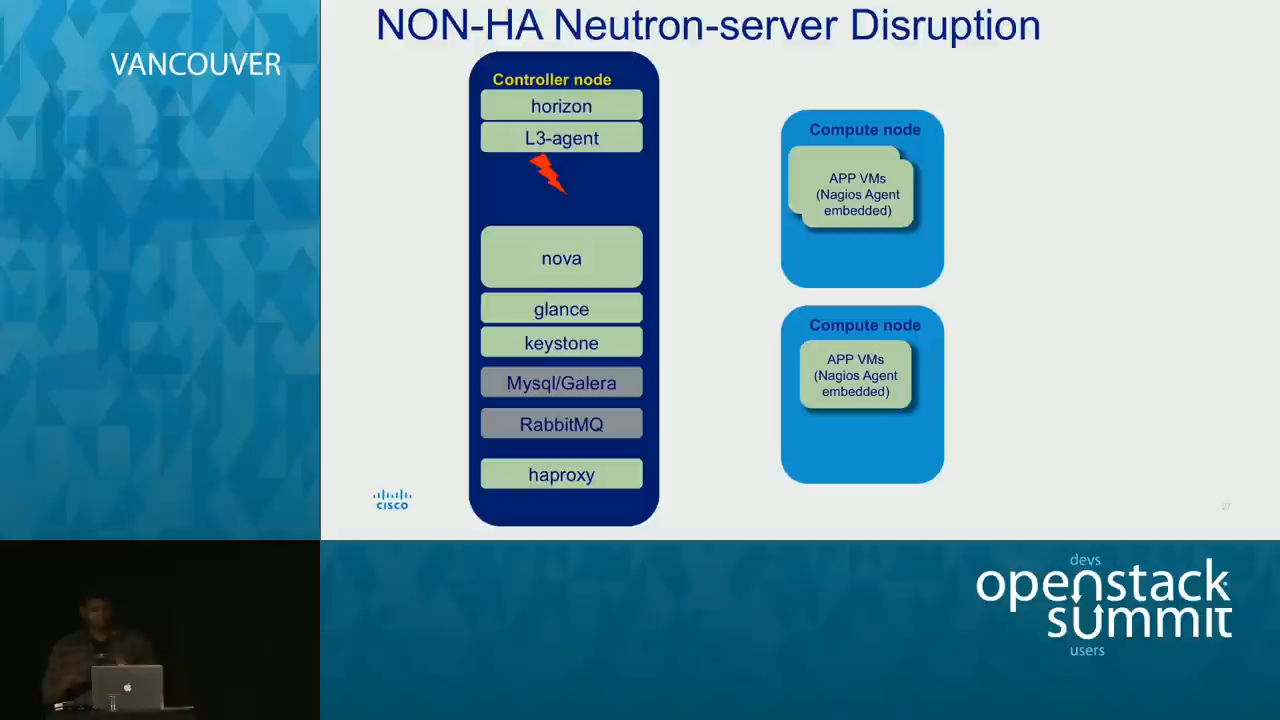 VANCOUVER
NON-HA Neutron-server Disruption
Controller node
horizon
L3-agent
nova
glance
keystone
Mysql/Galera
RabbitMQ
haproxy
Compute node
APP VMs
(Nagios Agent
embedded)
Compute node
APP VMs
(Nagios Agent
embedded)
CISCO
27
devs
openstack
summit
users